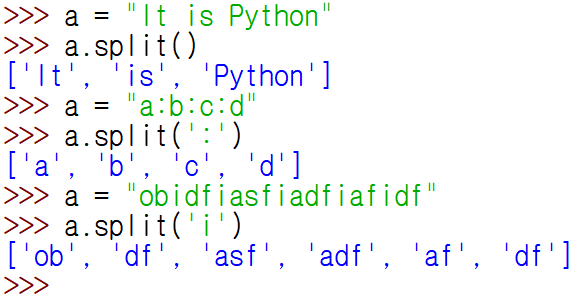 >>> a = "It is Python"
>>> a.split()
['It', 'is', 'Python']
>>> a = "a:b:c:d"
>>> a.split(':')
['a', 'b', 'c', 'd']
>>> a = "obidfiasfiadfiafidf"
>>> a.split('i')
['ob', 'df', 'asf', 'adf', 'af', 'df']
>>>